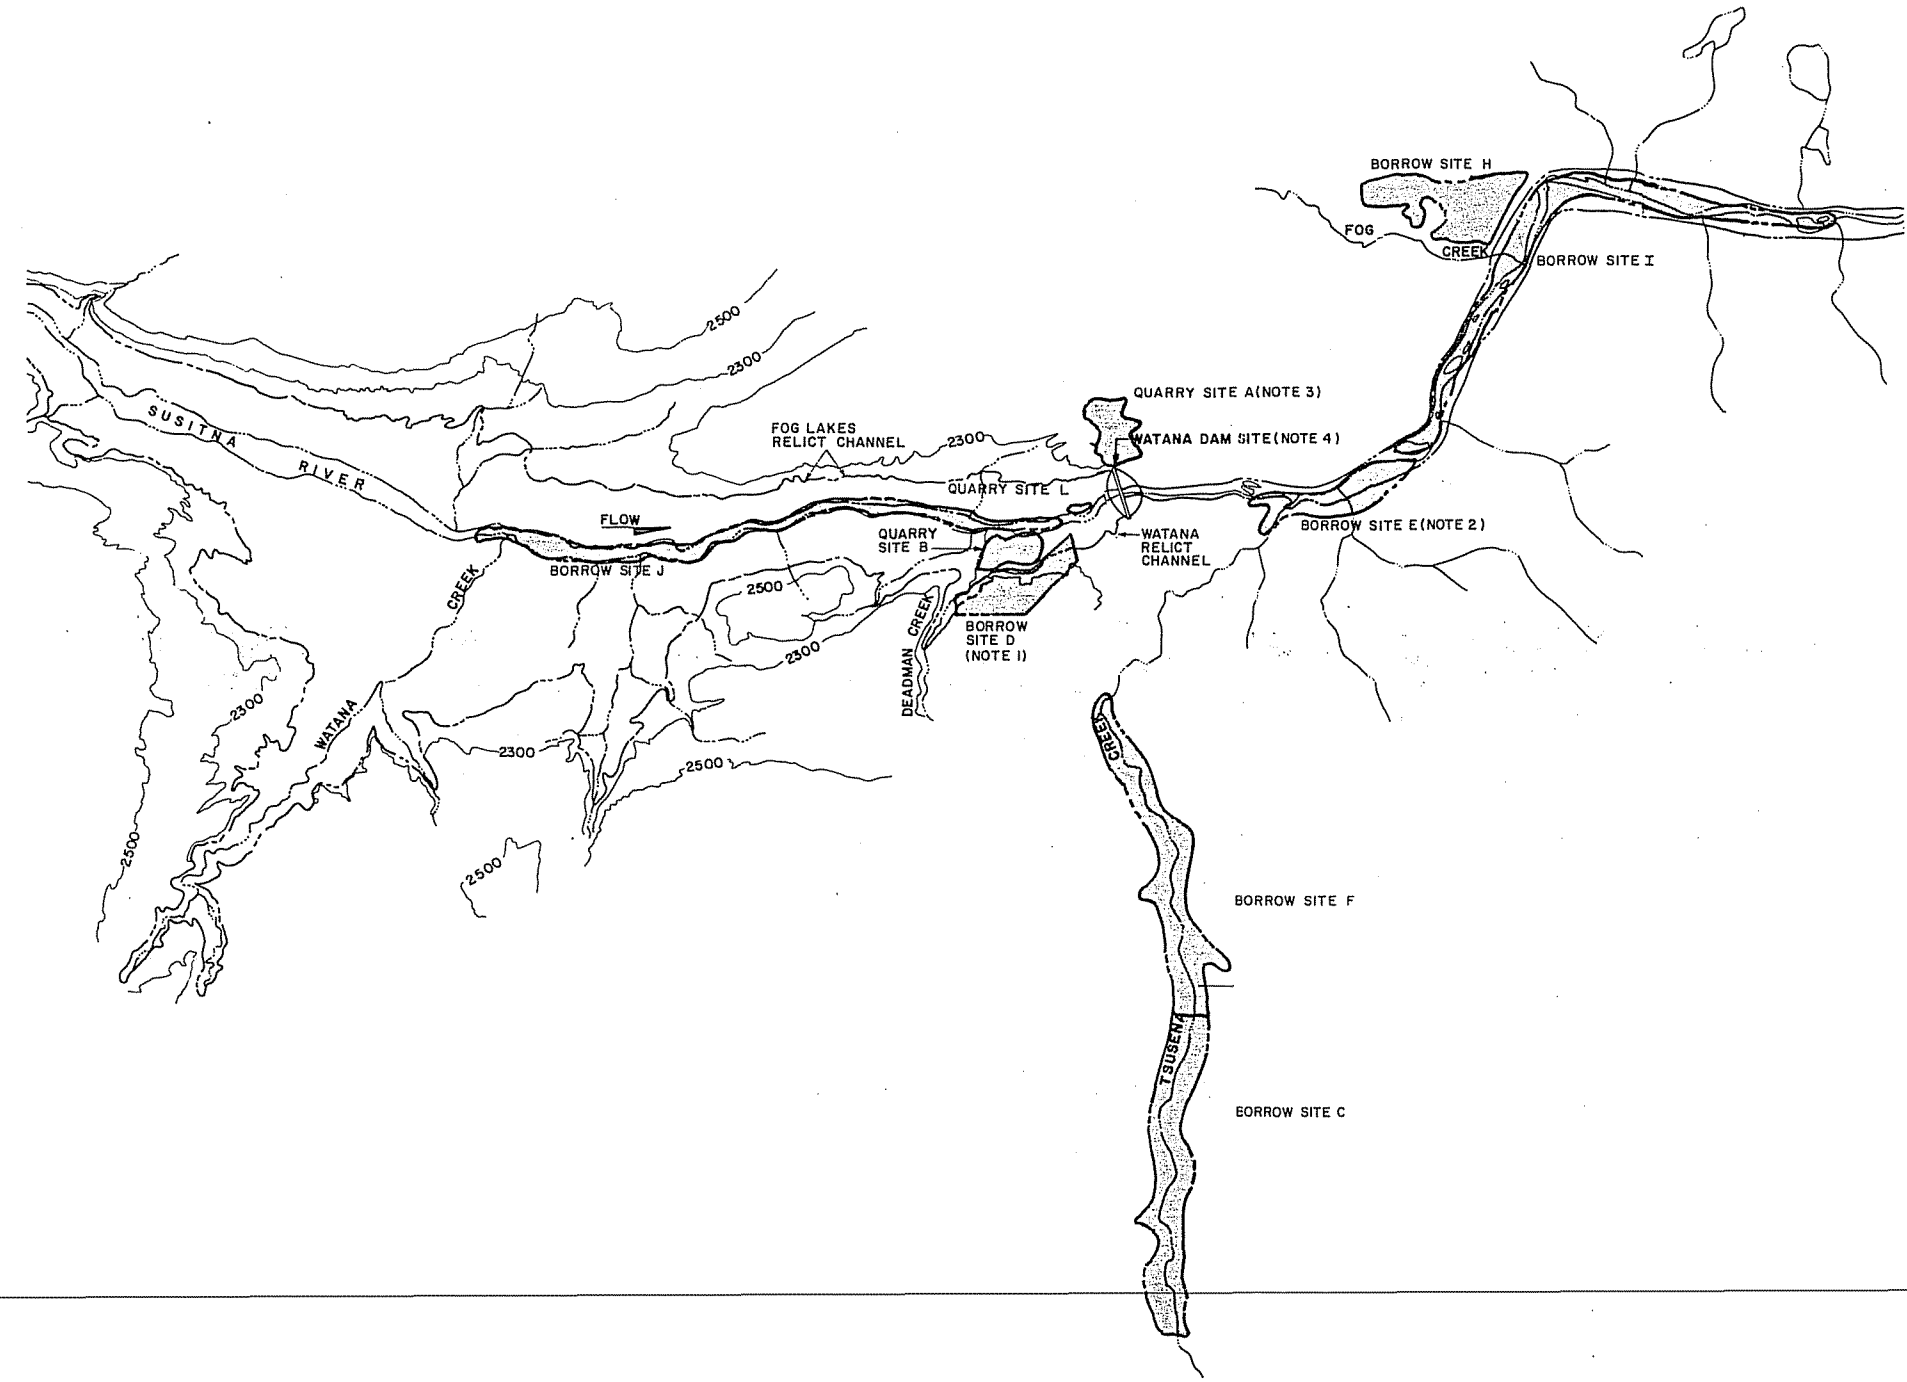 BORROW SITE H
FOG
CREEK
BORROW SITE I
2500
2300
QUARRY SITE A(NOTE 3)
SUSITNA
RIVER
FOG LAKES
RELICT CHANNEL
2300
WATANA DAM SITE(NOTE 4)
QUARRY SITE L
FLOW
BORROW SITE E(NOTE 2)
QUARRY
SITE B
WATANA
RELICT
CHANNEL
BORROW SITE J
CREEK
2500
CREEK
BORROW
SITE D
(NOTE 1)
2300
DEADMAN
2300
WATANA
2300
2500
CREEK
2500
2500
BORROW SITE F
TSUSENA
BORROW SITE C